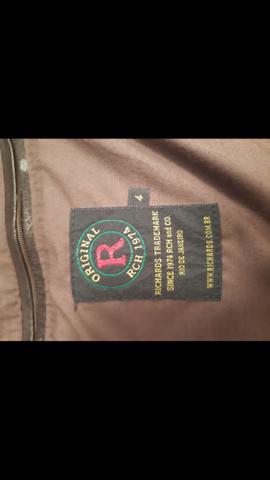 4
ORIGINAL
R
RCH 1974
RICHARDS TRADEMARK
SINCE 1974 RCH and CO.
RIO DE JANEIRO
WWW.RICHARDS.COM.BR